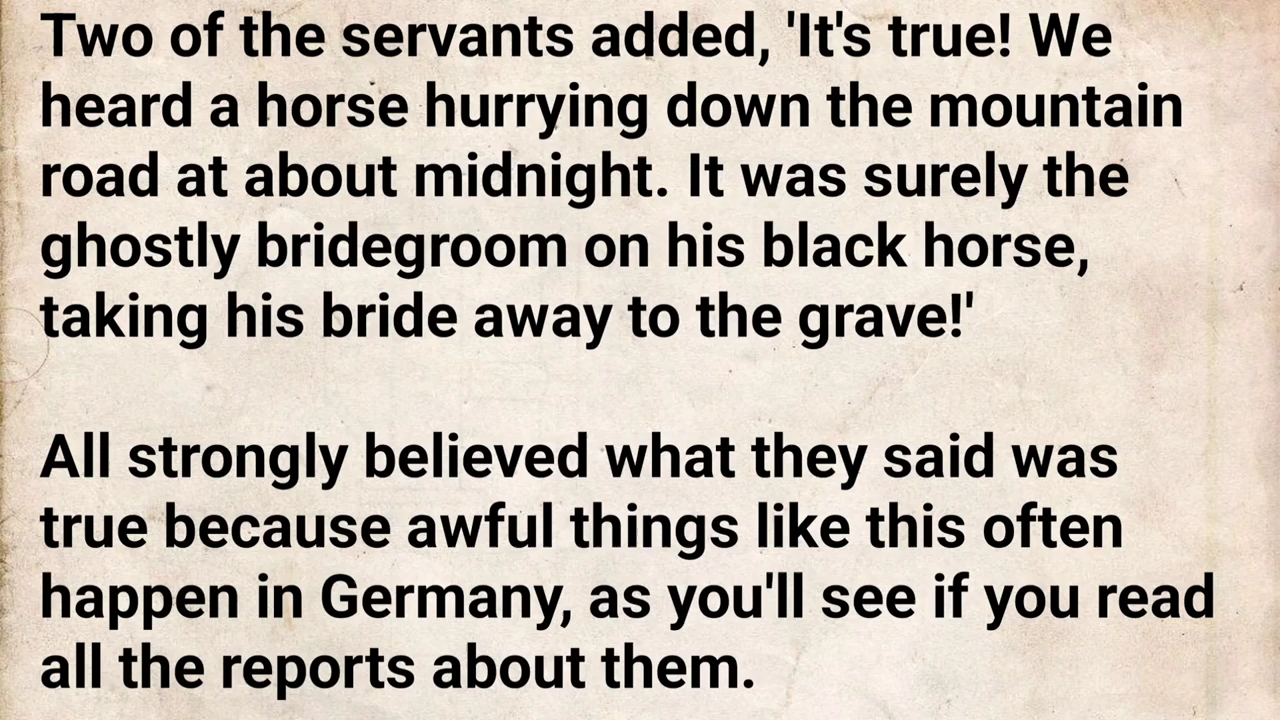 Two of the servants added, 'It's true! We
heard a horse hurrying down the mountain
road at about midnight. It was surely the
ghostly bridegroom on his black horse,
taking his bride away to the grave!'
All strongly believed what they said was
true because awful things like this often
happen in Germany, as you'll see if you read
all the reports about them.